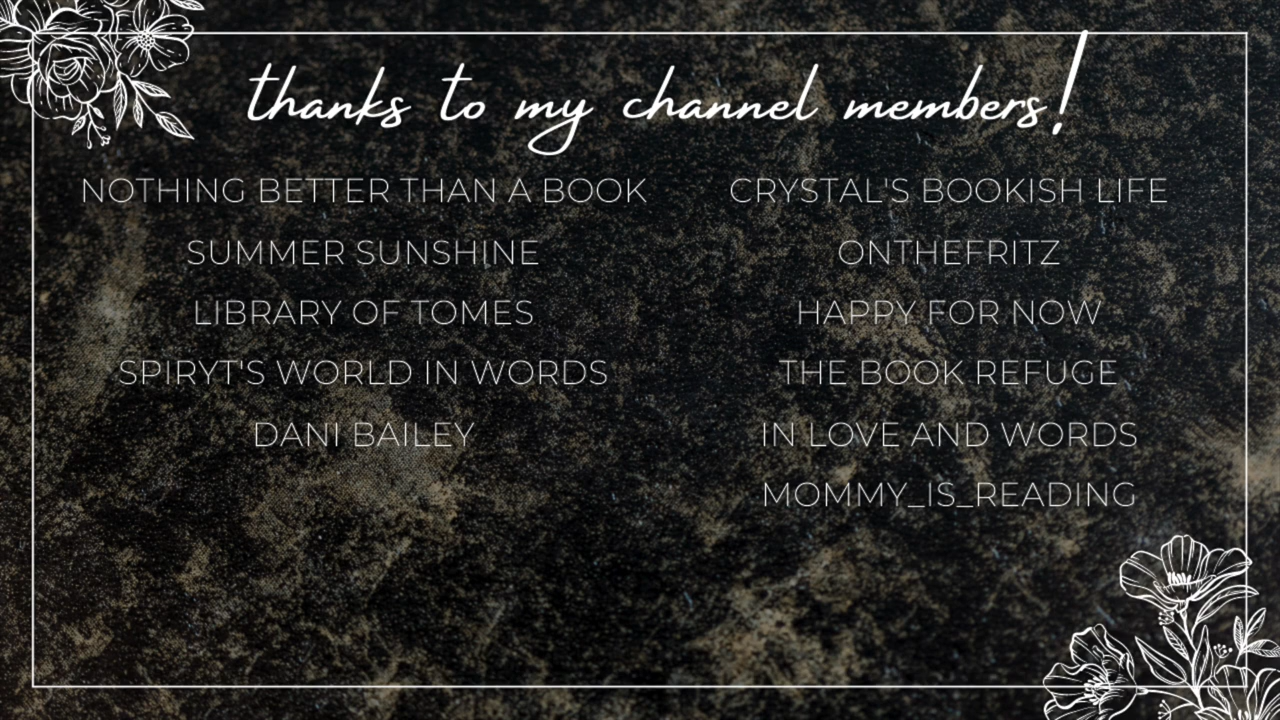 thanks to my channel members!
NOTHING BETTER THAN A BOOK
SUMMER SUNSHINE
LIBRARY OF TOMES
SPIRYT'S WORLD IN WORDS
DANI BAILEY
CRYSTAL'S BOOKISH LIFE
ONTHEFRITZ
HAPPY FOR NOW
THE BOOK REFUGE
IN LOVE AND WORDS
MOMMY_IS_READING